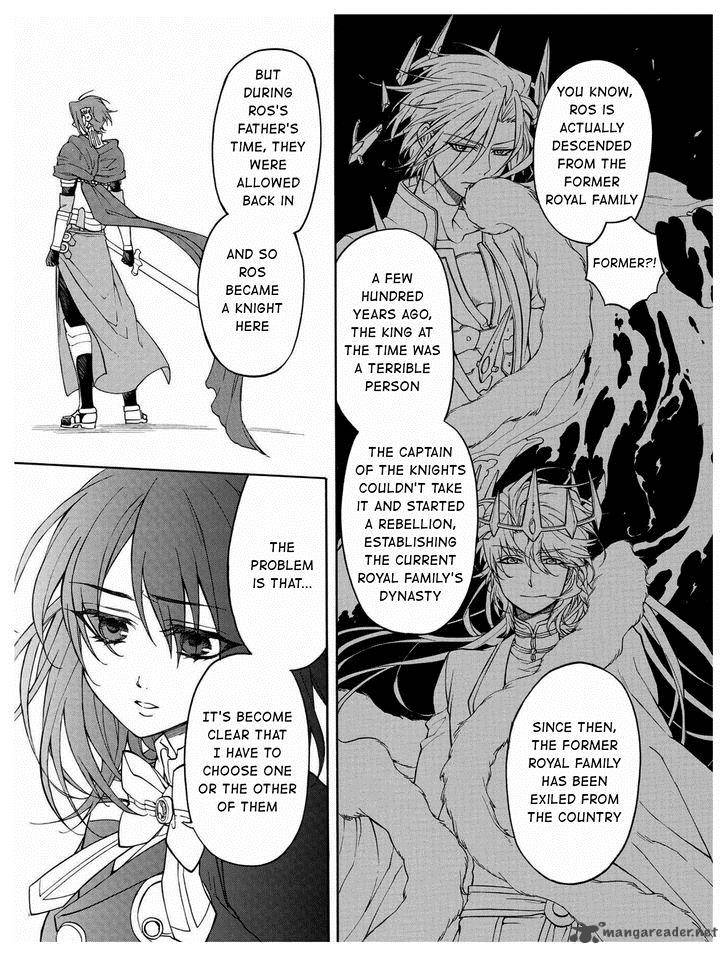 YOU KNOW,
ROS IS
ACTUALLY
DESCENDED
FROM THE
FORMER
ROYAL FAMILY
FORMER?!
A FEW
HUNDRED
YEARS AGO,
THE KING AT
THE TIME WAS
A TERRIBLE
PERSON
THE CAPTAIN
OF THE KNIGHTS
COULDN'T TAKE
IT AND STARTED
A REBELLION,
ESTABLISHING
THE CURRENT
ROYAL FAMILY'S
DYNASTY
SINCE THEN,
THE FORMER
ROYAL FAMILY
HAS BEEN
EXILED FROM
THE COUNTRY
BUT
DURING
ROS'S
FATHER'S
TIME, THEY
WERE
ALLOWED
BACK IN
AND SO
ROS
BECAME
A KNIGHT
HERE
THE
PROBLEM
IS THAT...
IT'S BECOME
CLEAR THAT
I HAVE TO
CHOOSE ONE
OR THE OTHER
OF THEM
mangareader.net